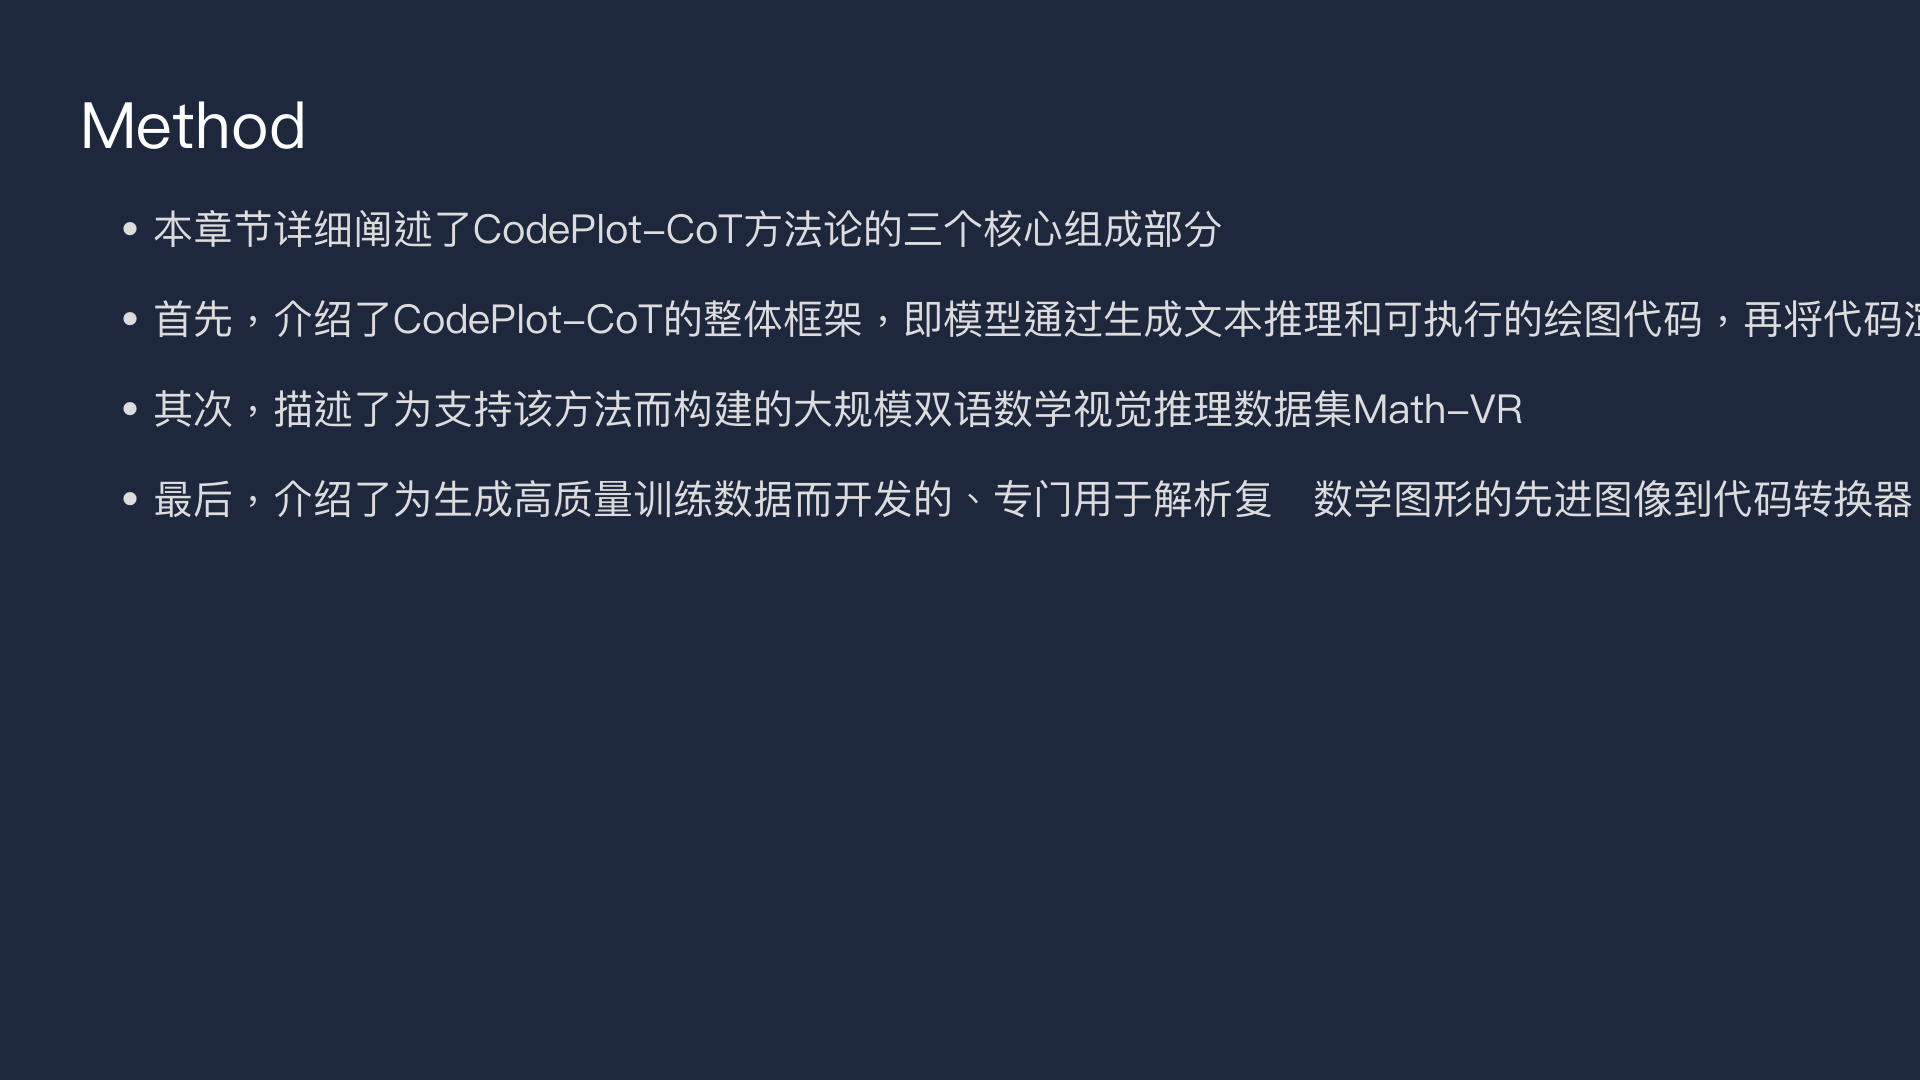 Method
• 本章节详细阐述了CodePlot–CoT方法论的三个核心组成部分
• 首先，介绍了CodePlot–CoT的整体框架，即模型通过生成文本推理和可执行的绘图代码，再将代码
• 其次，描述了为支持该方法而构建的大规模双语数学视觉推理数据集Math–VR
• 最后，介绍了为生成高质量训练数据而开发的、专门用于解析复　数学图形的先进图像到代码转换器